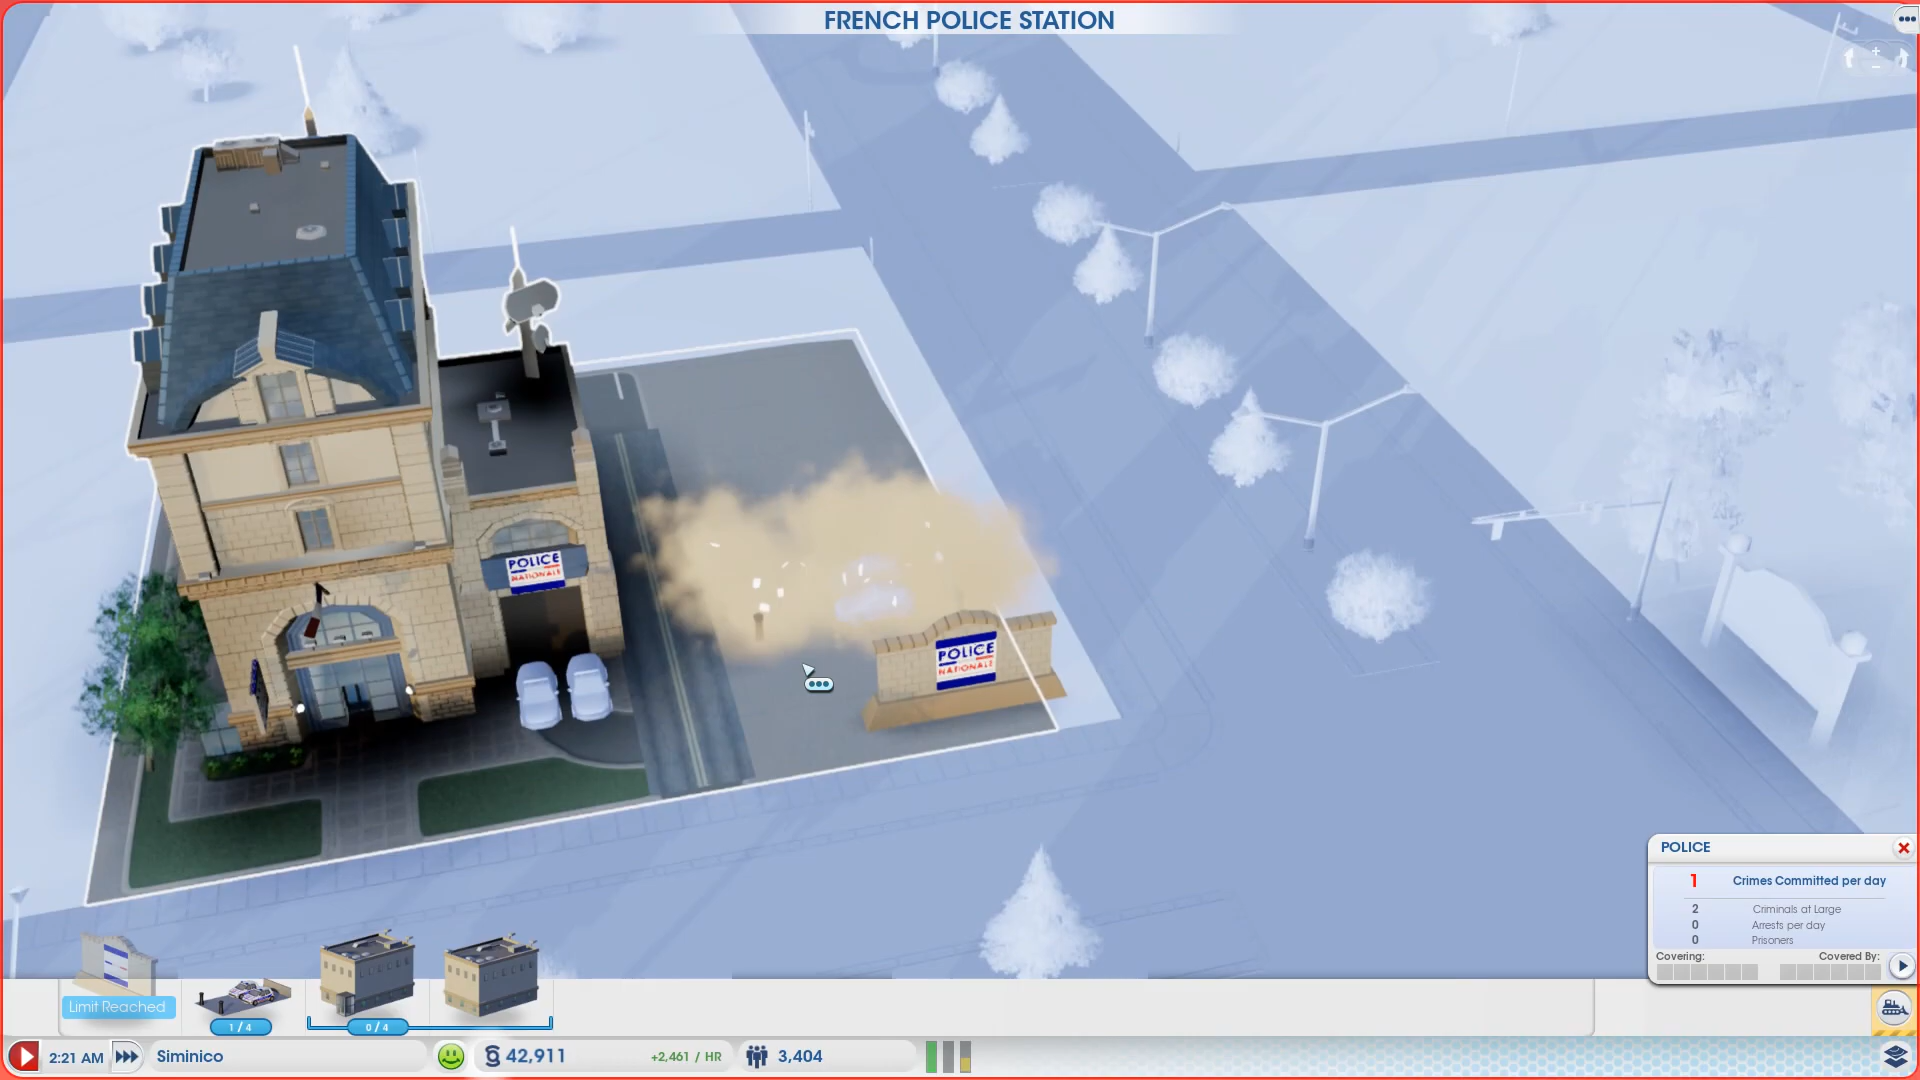 FRENCH POLICE STATION
POLICE
NATIONALE
POLICE
NATIONALE
POLICE
1 Crimes Committed per day
2 Criminals at Large
0 Arrests per day
0 Prisoners
Covering: Covered By:
Limit Reached
1 / 4
0 / 4
2:21 AM Siminico 42,911 +2,461 / HR 3,404